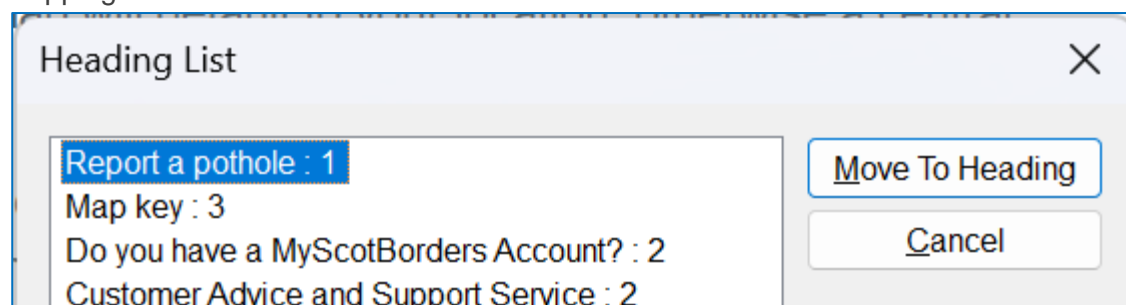 Heading List
Report a pothole : 1
Move To Heading
Map key : 3
Do you have a MyScotBorders Account? : 2
Cancel
Customer Advice and Support Service : 2